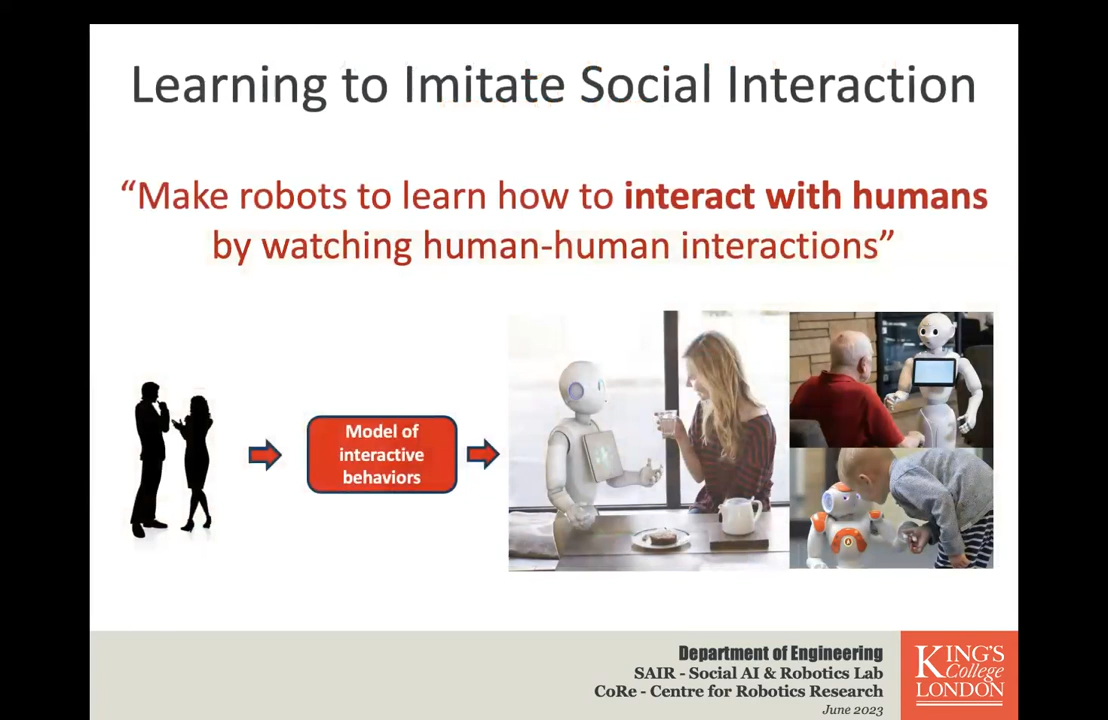 Learning to Imitate Social Interaction
“Make robots to learn how to interact with humans
by watching human-human interactions”
Model of
interactive
behaviors
Department of Engineering
SAIR - Social AI & Robotics Lab
CoRe - Centre for Robotics Research
June 2023
KING'S
College
LONDON